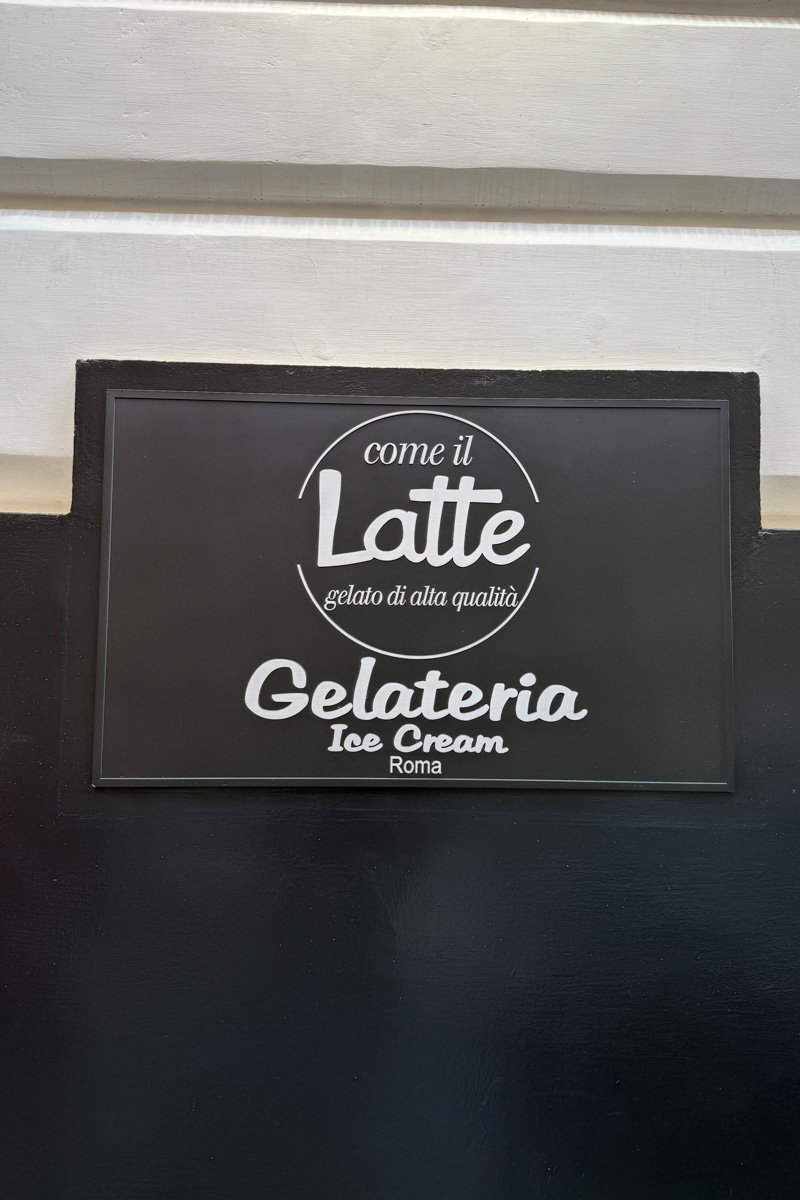 come il
Latte
gelato di alta qualità
Gelateria
Ice Cream
Roma